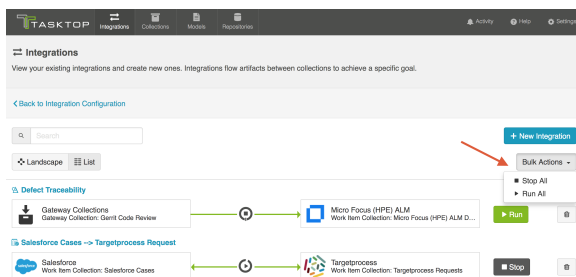 TASKTOP
Integrations
Collections
Models
Repositories
Activity
Help
Settings
Integrations
View your existing integrations and create new ones. Integrations flow artifacts between collections to achieve a specific goal.
Back to Integration Configuration
Search
+ New Integration
Landscape
List
Bulk Actions
Stop All
Run All
Defect Traceability
Gateway Collections
Gateway Collection: Gerrit Code Review
Micro Focus (HPE) ALM
Work Item Collection: Micro Focus (HPE) ALM D...
Run
Salesforce Cases --> Targetprocess Request
salesforce
Salesforce
Work Item Collection: Salesforce Cases
Targetprocess
Work Item Collection: Targetprocess Requests
Stop